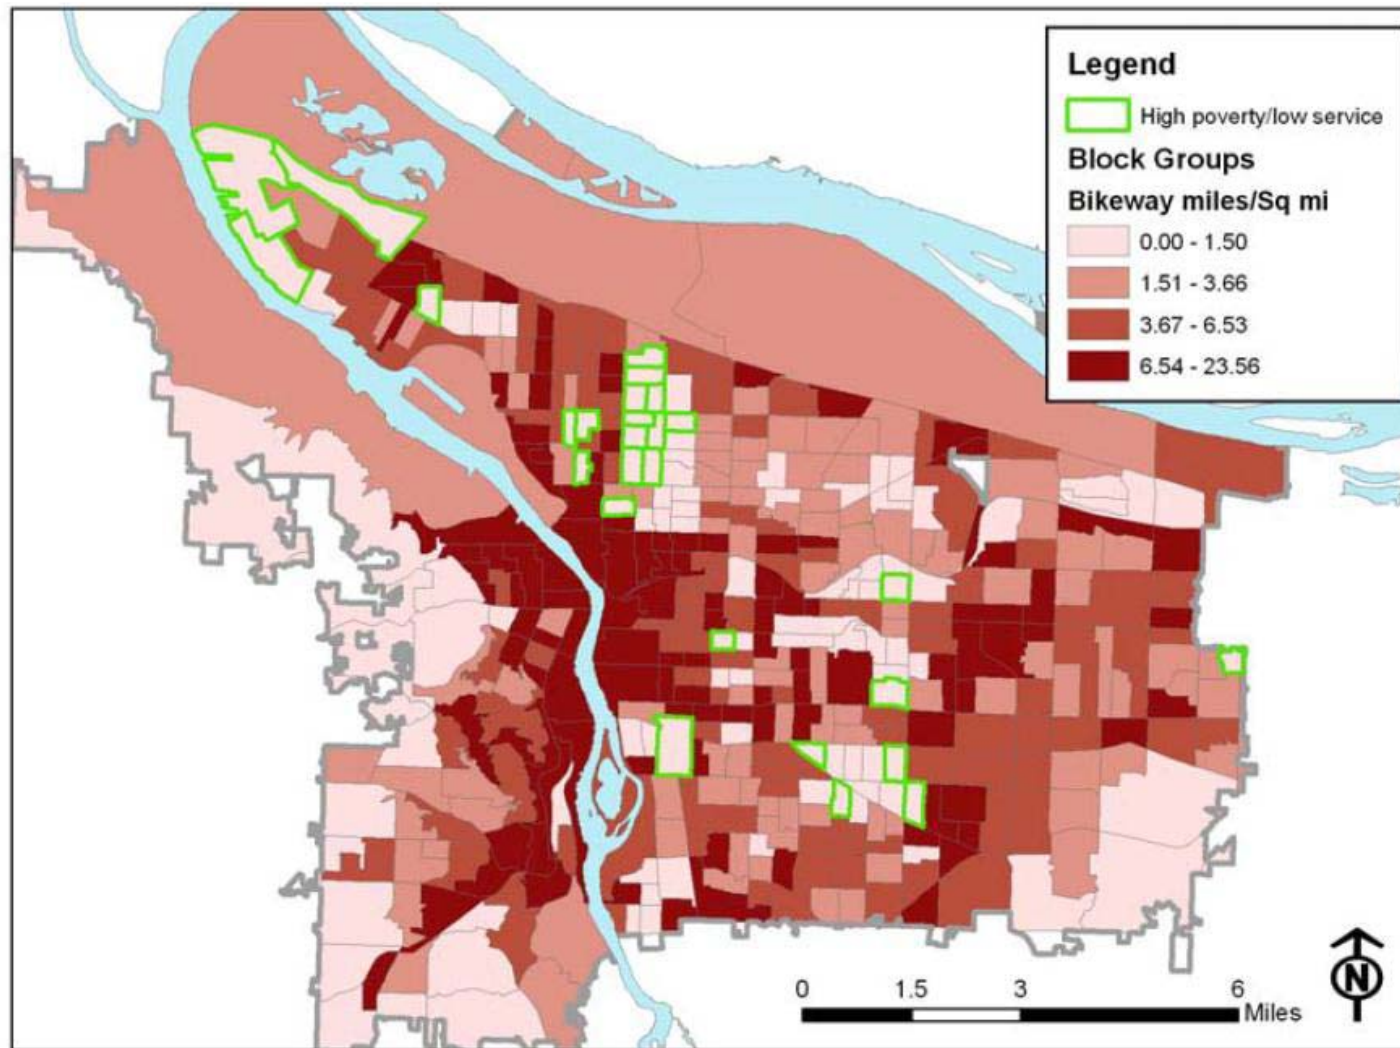 Legend
High poverty/low service
Block Groups
Bikeway miles/Sq mi
0.00 - 1.50
1.51 - 3.66
3.67 - 6.53
6.54 - 23.56
0 1.5 3 6
Miles
N